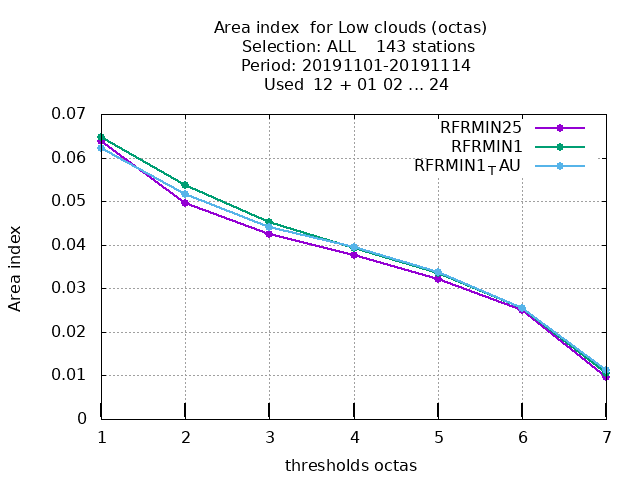 Area index  for Low clouds (octas)
Selection: ALL    143 stations
Period: 20191101-20191114
Used  12 + 01 02 ... 24
RFRMIN25
RFRMIN1
RFRMIN1TAU
Area index
0.07
0.06
0.05
0.04
0.03
0.02
0.01
0
1 2 3 4 5 6 7
thresholds octas